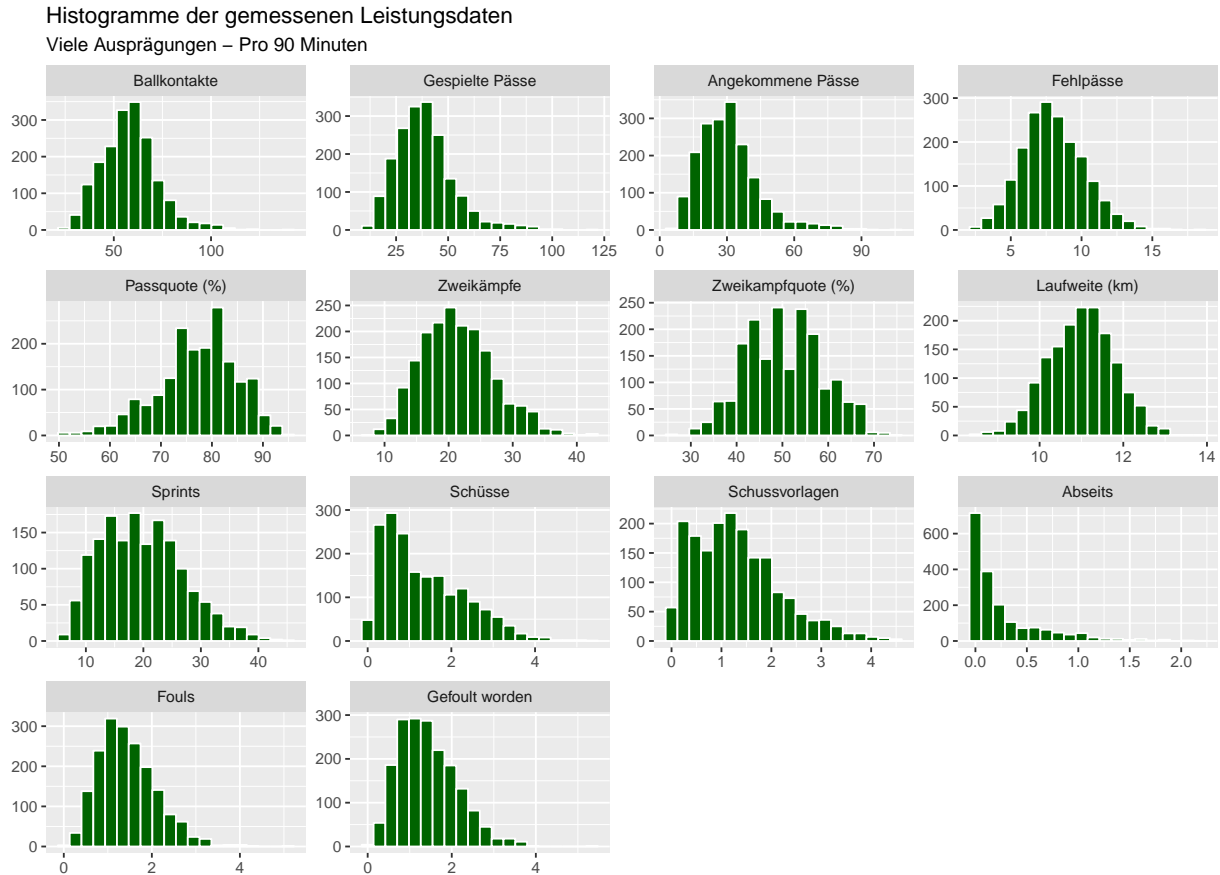 Histogramme der gemessenen Leistungsdaten
Viele Ausprägungen – Pro 90 Minuten
Ballkontakte Gespielte Pässe Angekommene Pässe Fehlpässe
300 300 300 300
200 200 200 200
100 100 100 100
0 0 0 0
50 100 25 50 75 100 125 0 30 60 90 5 10 15
Passquote (%) Zweikämpfe Zweikampfquote (%) Laufweite (km)
200 100 0
250 200 150 100 50 0
250 200 150 100 50 0
200 150 100 50 0
50 60 70 80 90 10 20 30 40 30 40 50 60 70 10 12 14
Sprints Schüsse Schussvorlagen Abseits
150 100 50 0
300 200 100 0
200 150 100 50 0
600 400 200 0
10 20 30 40 0 2 4 0 1 2 3 4 0.0 0.5 1.0 1.5 2.0
Fouls Gefoult worden
300 300
200 200
100 100
0 0
0 2 4 0 2 4